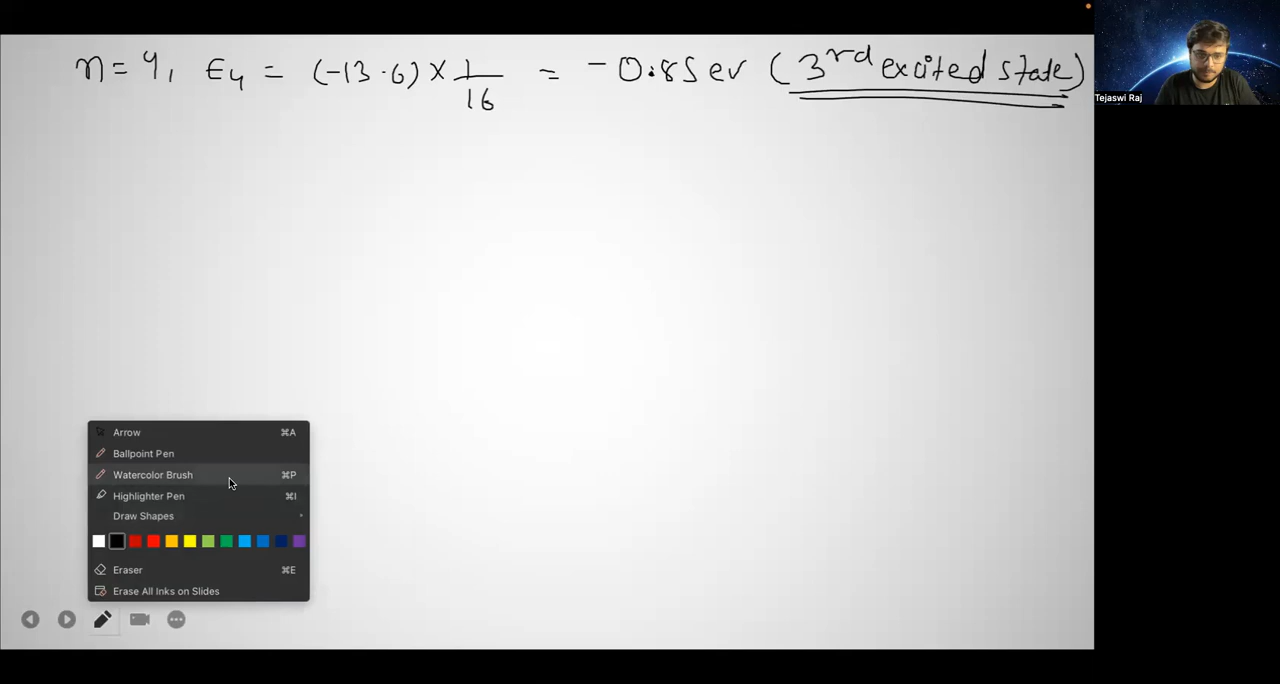 n = 4, E4 = (-13.6) × 1/16 = -0.85 ev (3rd excited state)
Tejaswi Raj
Arrow ⌘A
Ballpoint Pen
Watercolor Brush ⌘P
Highlighter Pen ⌘I
Draw Shapes
Eraser ⌘E
Erase All Inks on Slides